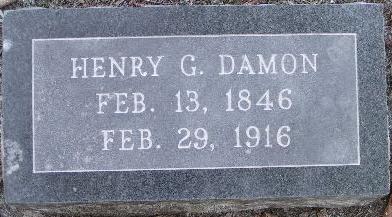 HENRY G. DAMON
FEB. 13, 1846
FEB. 29, 1916